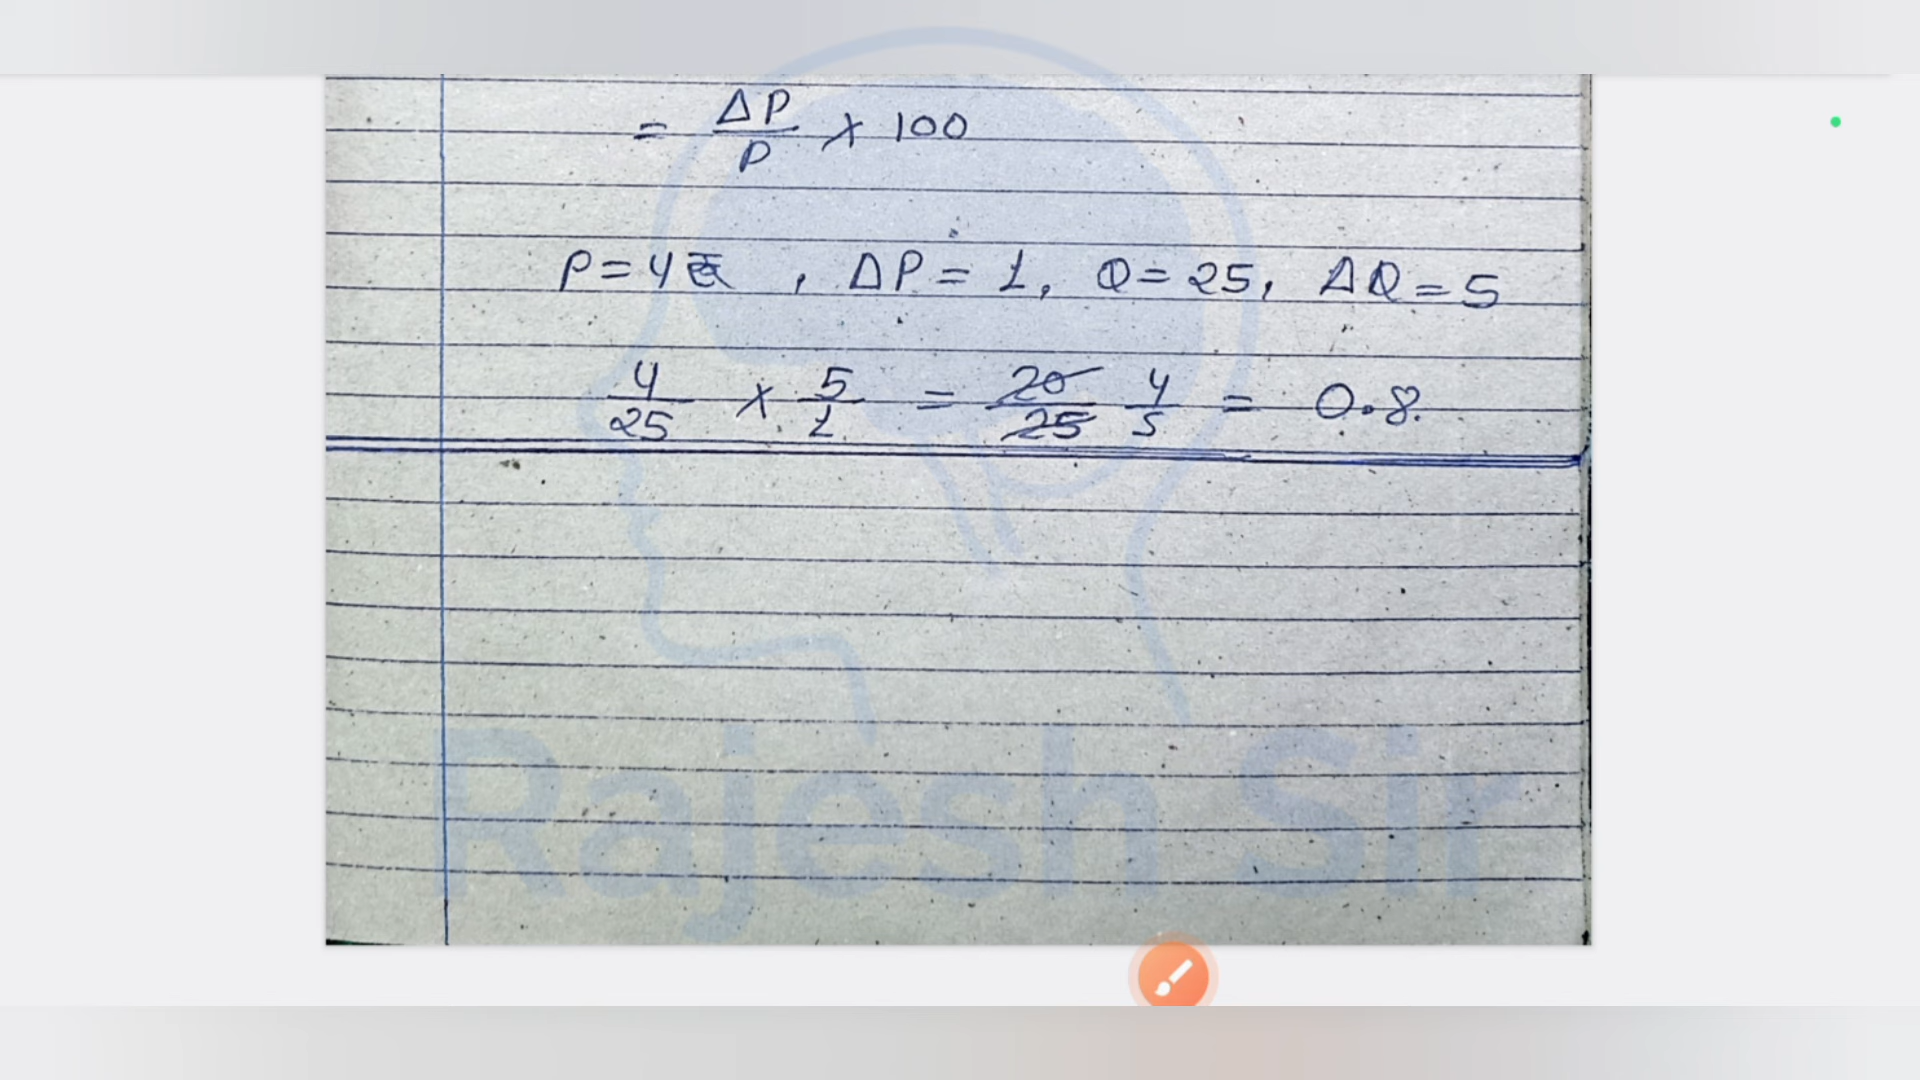 = ΔP/P × 100
P = 4 ₹, ΔP = 1, Q = 25, ΔQ = 5
4/25 × 5/1 = 20/25 4/5 = 0.8.
Rajesh Sir